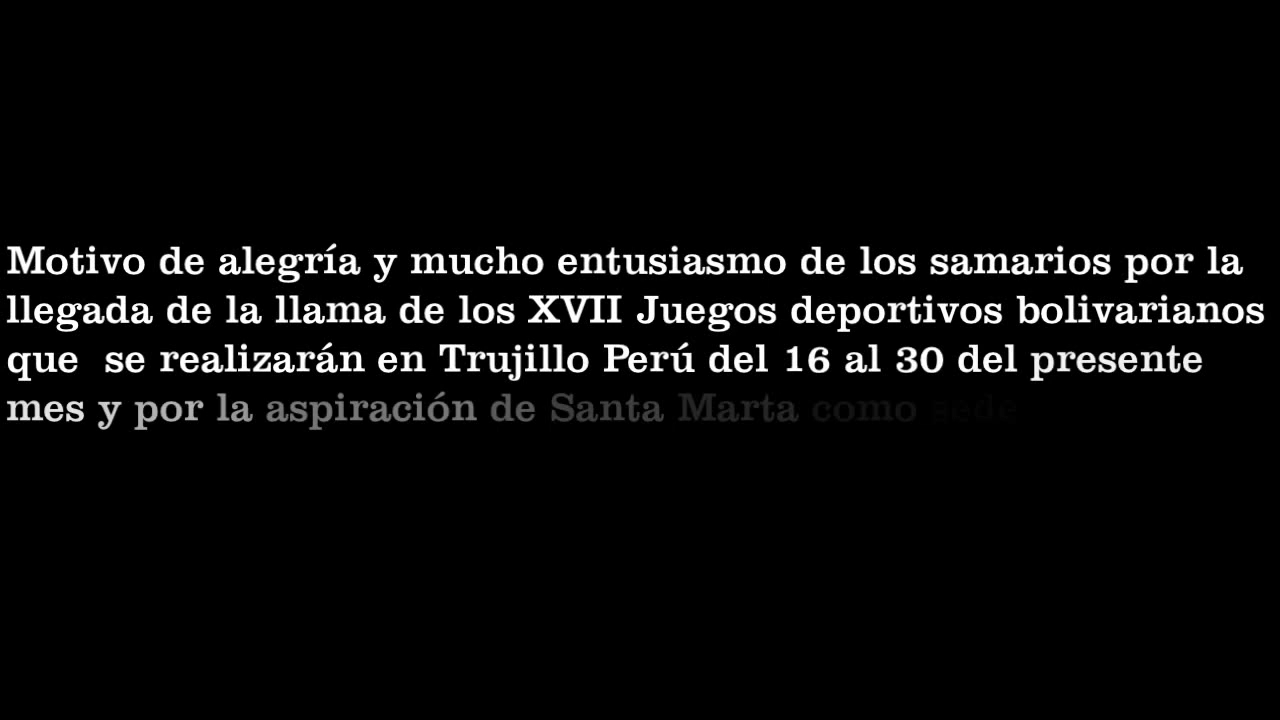 Motivo de alegría y mucho entusiasmo de los samarios por la
llegada de la llama de los XVII Juegos deportivos bolivarianos
que  se realizarán en Trujillo Perú del 16 al 30 del presente
mes y por la aspiración de Santa Marta como sede